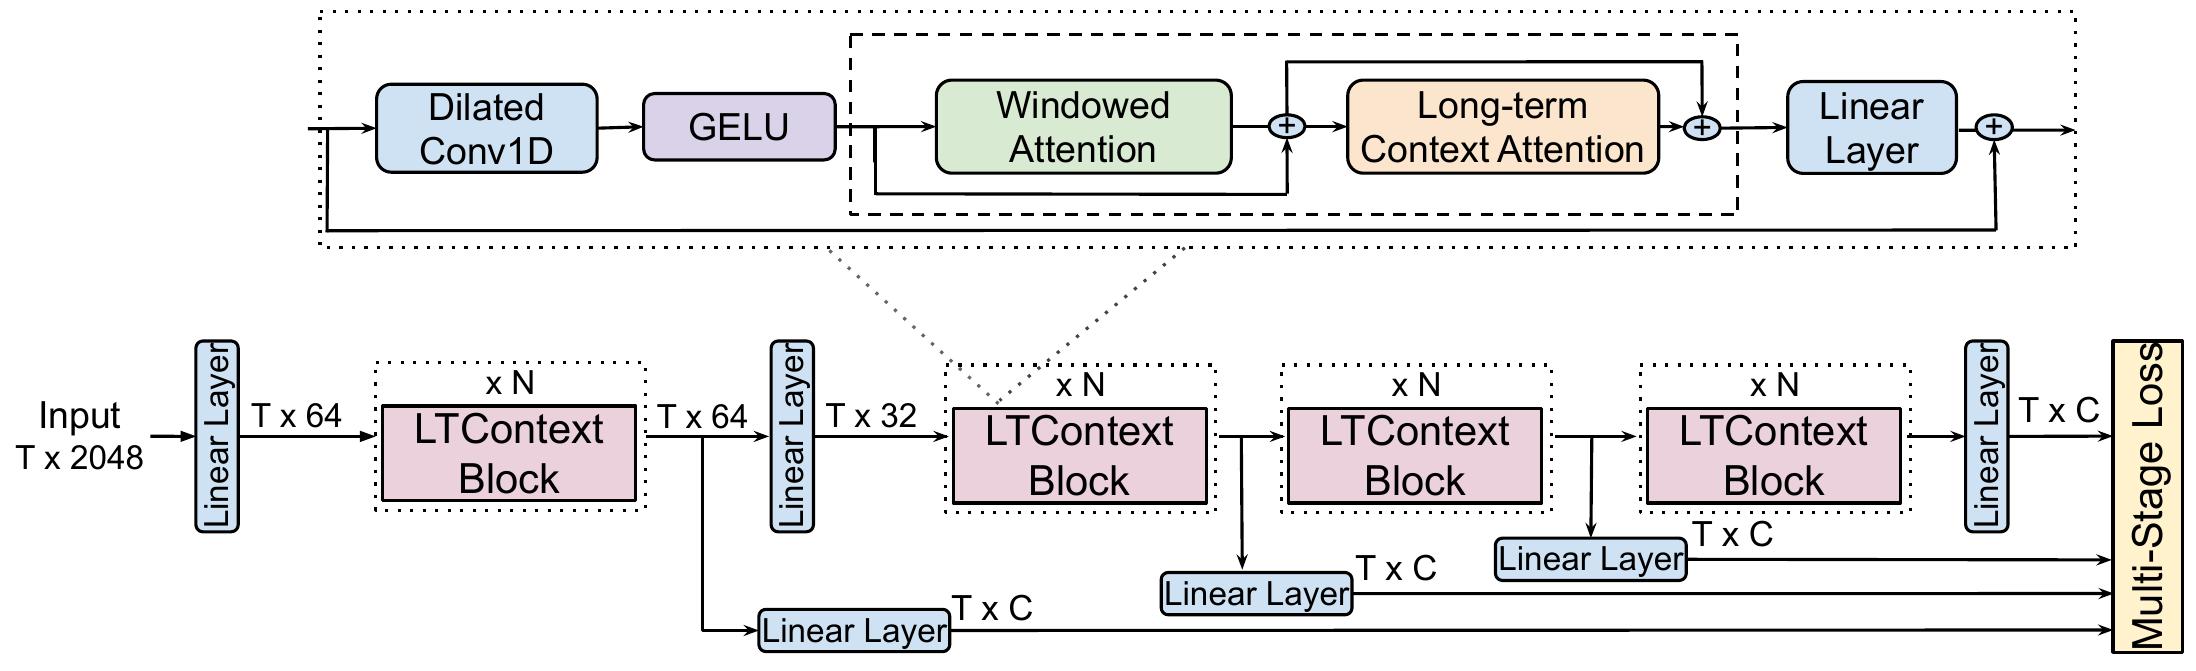 Dilated
Conv1D
GELU
Windowed
Attention
+
Long-term
Context Attention
+
Linear
Layer
+
Input
T x 2048
Linear Layer
T x 64
x N
LTContext
Block
T x 64
Linear Layer
T x 32
x N
LTContext
Block
x N
LTContext
Block
x N
LTContext
Block
Linear Layer
T x C
Multi-Stage Loss
Linear Layer
T x C
Linear Layer
T x C
Linear Layer
T x C